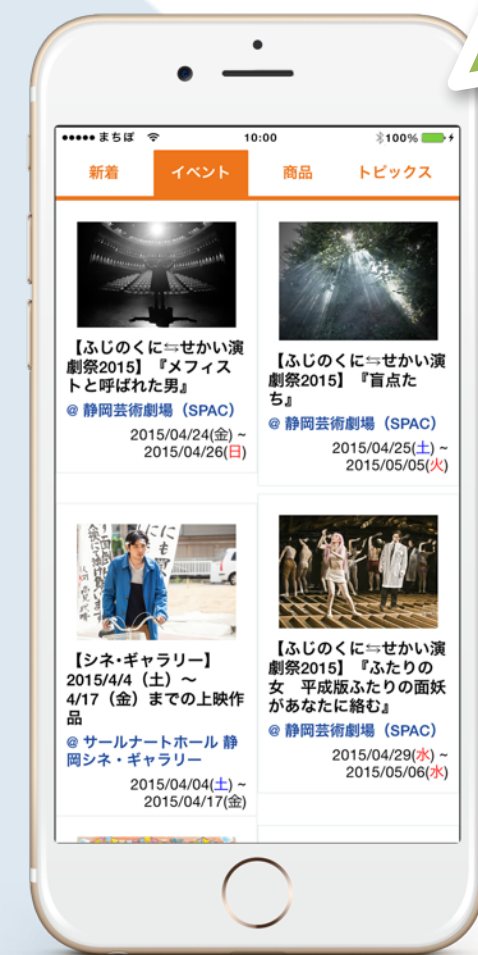 まちぽ 10:00 100%
新着 イベント 商品 トピックス
【ふじのくに⇆せかい演
劇祭2015】『メフィス
トと呼ばれた男』
@ 静岡芸術劇場（SPAC）
2015/04/24(金) ~
2015/04/26(日)
【ふじのくに⇆せかい演
劇祭2015】『盲点た
ち』
@ 静岡芸術劇場（SPAC）
2015/04/25(土) ~
2015/05/05(火)
【シネ・ギャラリー】
2015/4/4（土）〜
4/17（金）までの上映作
品
@ サールナートホール 静
岡シネ・ギャラリー
2015/04/04(土) ~
2015/04/17(金)
【ふじのくに⇆せかい演
劇祭2015】『ふたりの
女　平成版ふたりの面妖
があなたに絡む』
@ 静岡芸術劇場（SPAC）
2015/04/29(水) ~
2015/05/06(水)